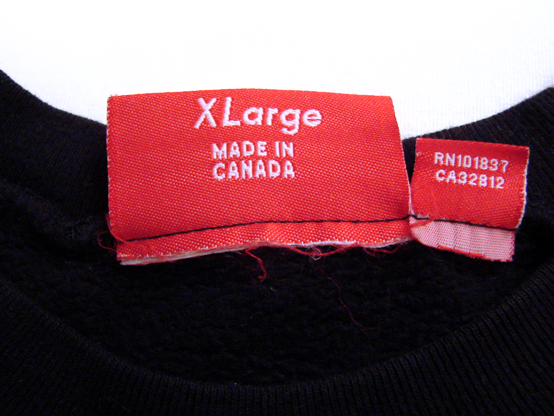 XLarge
MADE IN
CANADA
RN101837
CA32812